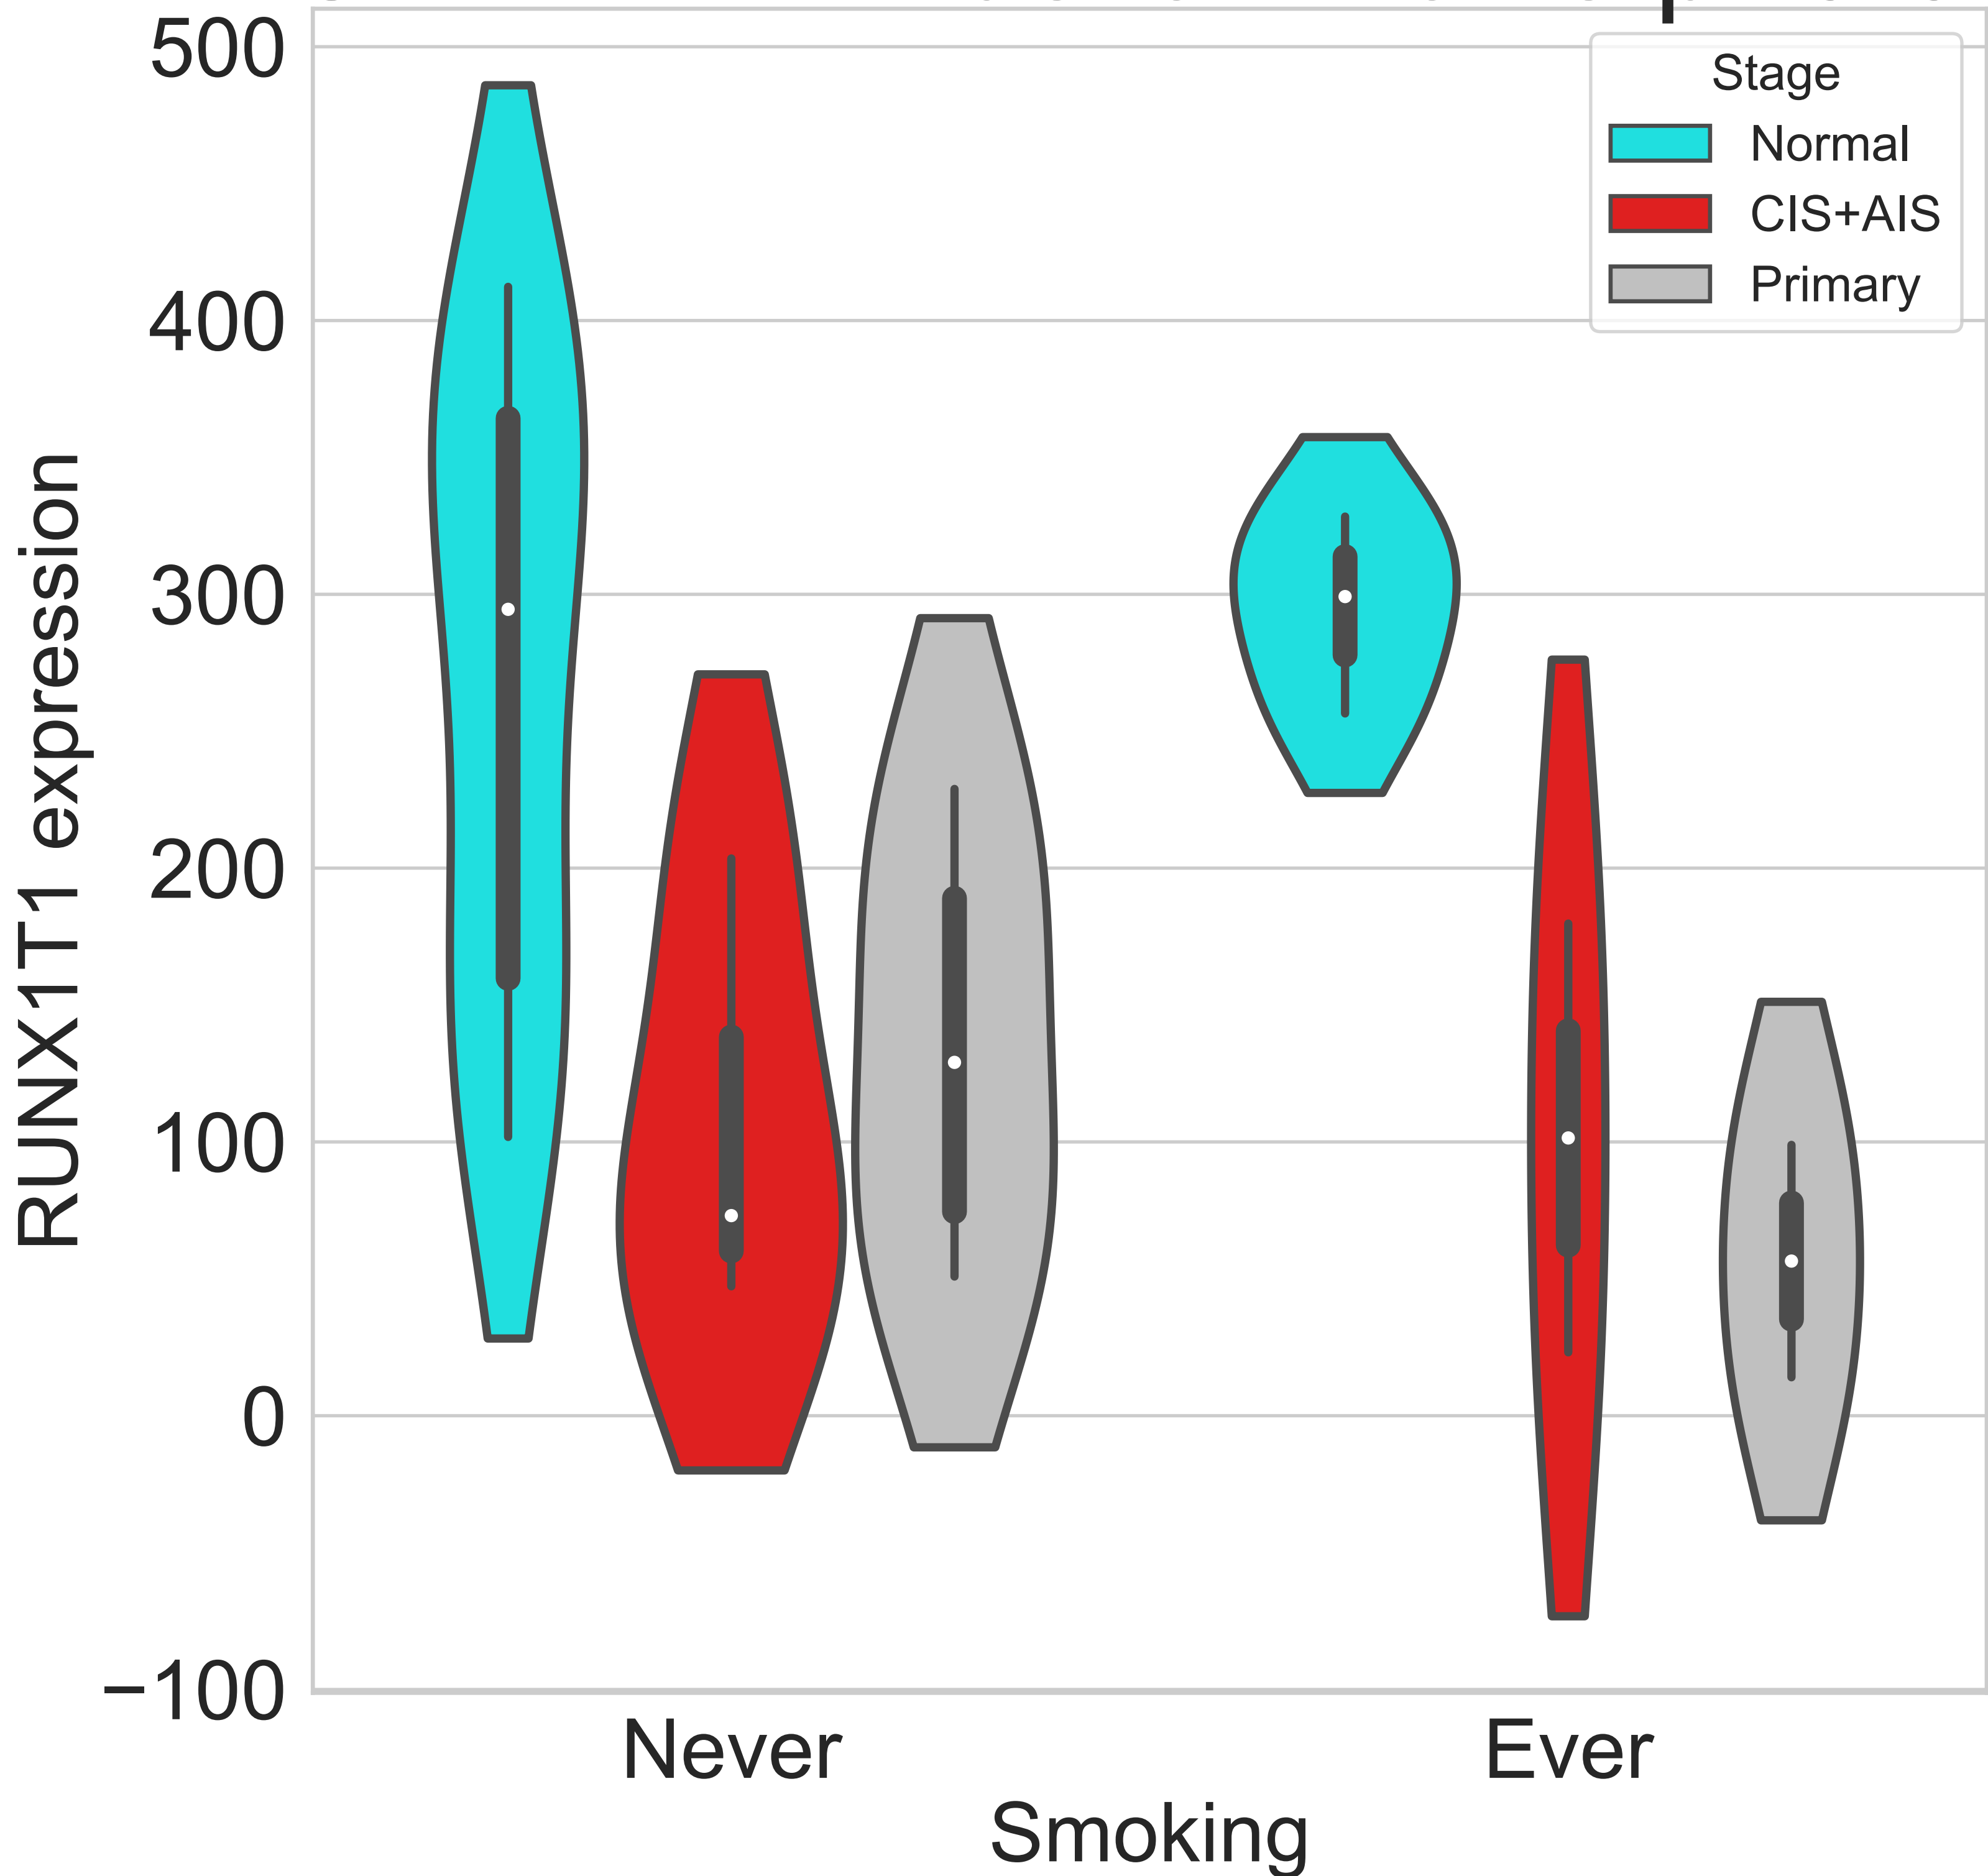 500
400
300
200
100
0
−100
RUNX1T1 expression
Stage
Normal
CIS+AIS
Primary
Never
Ever
Smoking